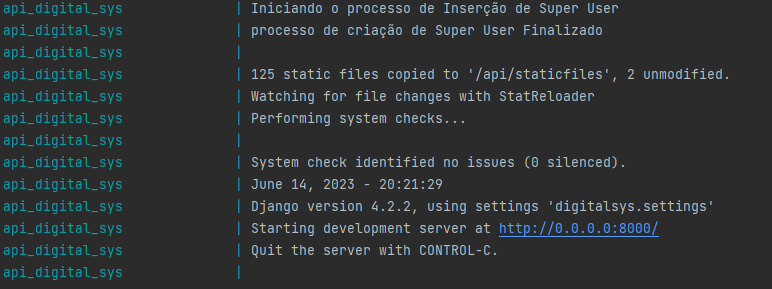 api_digital_sys | Iniciando o processo de Inserção de Super User
api_digital_sys | processo de criação de Super User Finalizado
api_digital_sys |
api_digital_sys | 125 static files copied to '/api/staticfiles', 2 unmodified.
api_digital_sys | Watching for file changes with StatReloader
api_digital_sys | Performing system checks...
api_digital_sys |
api_digital_sys | System check identified no issues (0 silenced).
api_digital_sys | June 14, 2023 - 20:21:29
api_digital_sys | Django version 4.2.2, using settings 'digitalsys.settings'
api_digital_sys | Starting development server at http://0.0.0.0:8000/
api_digital_sys | Quit the server with CONTROL-C.
api_digital_sys |